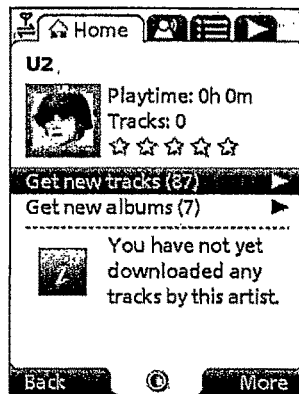 Home
U2
Playtime: 0h 0m
Tracks: 0
Get new tracks (87)
Get new albums (7)
You have not yet
downloaded any
tracks by this artist.
Back More